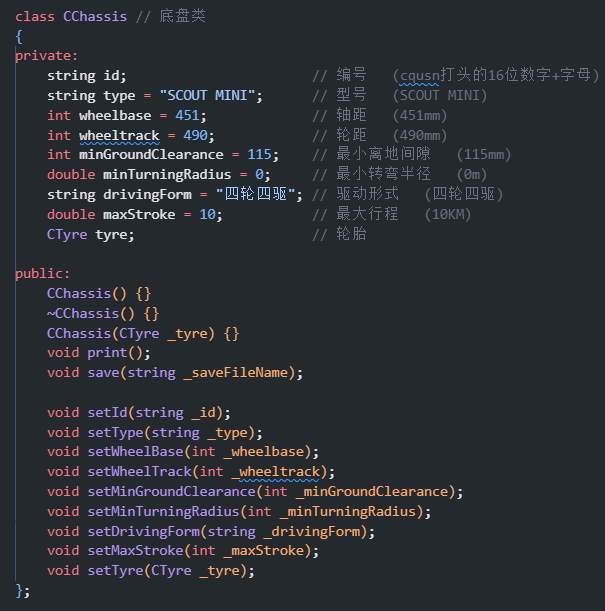 class CChassis // 底盘类
{
private:
    string id;                       // 编号   (cqusn打头的16位数字+字母)
    string type = "SCOUT MINI";      // 型号   (SCOUT MINI)
    int wheelbase = 451;             // 轴距   (451mm)
    int wheeltrack = 490;            // 轮距   (490mm)
    int minGroundClearance = 115;    // 最小离地间隙   (115mm)
    double minTurningRadius = 0;     // 最小转弯半径   (0m)
    string drivingForm = "四轮四驱"; // 驱动形式   (四轮四驱)
    double maxStroke = 10;           // 最大行程   (10KM)
    CTyre tyre;                      // 轮胎

public:
    CChassis() {}
    ~CChassis() {}
    CChassis(CTyre _tyre) {}
    void print();
    void save(string _saveFileName);

    void setId(string _id);
    void setType(string _type);
    void setWheelBase(int _wheelbase);
    void setWheelTrack(int _wheeltrack);
    void setMinGroundClearance(int _minGroundClearance);
    void setMinTurningRadius(int _minTurningRadius);
    void setDrivingForm(string _drivingForm);
    void setMaxStroke(int _maxStroke);
    void setTyre(CTyre _tyre);
};